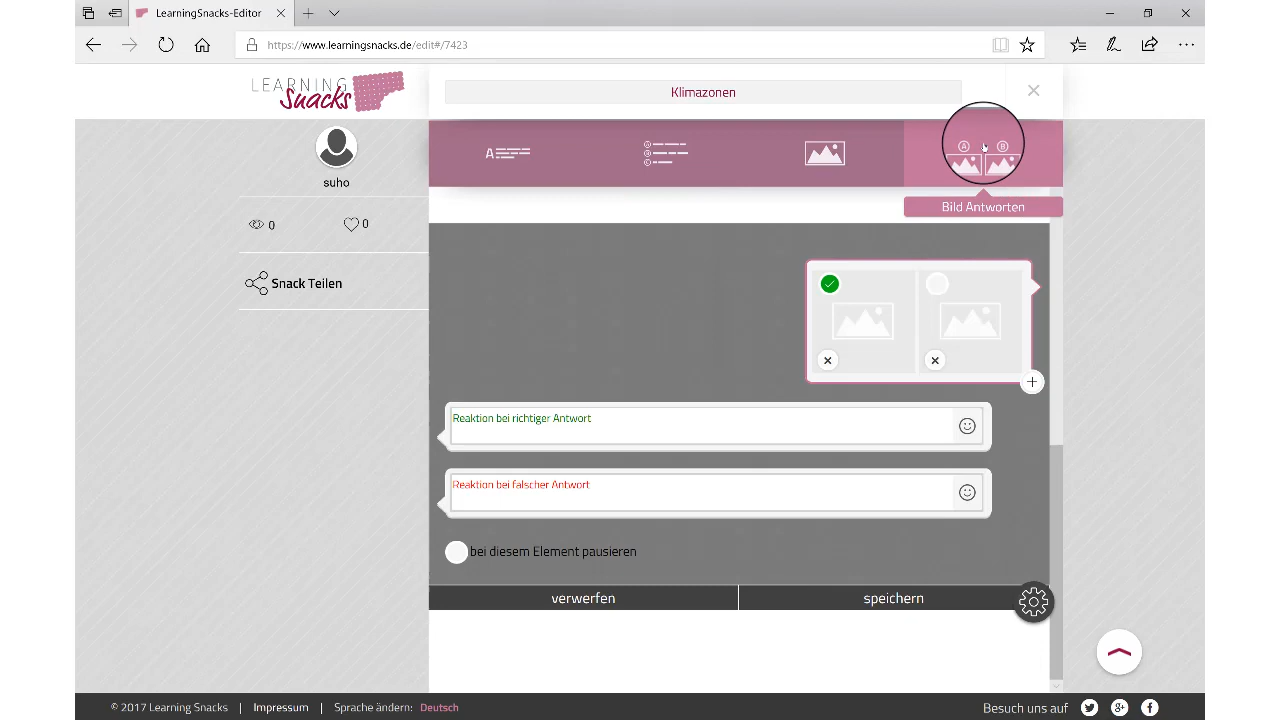 LearningSnacks-Editor
https://www.learningsnacks.de/edit#/7423
LEARNING
Snacks
Klimazonen
A
A B C
A B
Bild Antworten
suho
0 0
Snack Teilen
Reaktion bei richtiger Antwort
Reaktion bei falscher Antwort
bei diesem Element pausieren
verwerfen speichern
© 2017 Learning Snacks | Impressum | Sprache ändern: Deutsch
Besuch uns auf